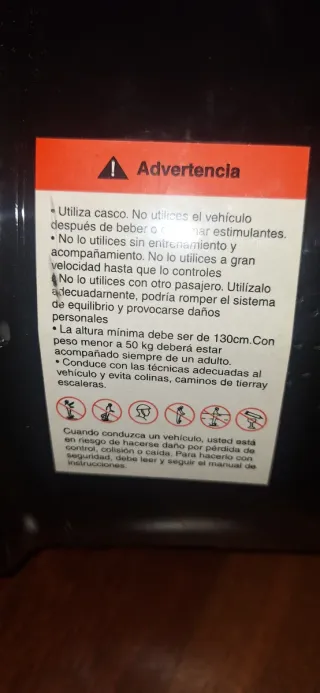 Advertencia
• Utiliza casco. No utilices el vehículo
después de beber o mar estimulantes.
• No lo utilices sin entrenamiento y
acompañamiento. No lo utilices a gran
velocidad hasta que lo controles
• No lo utilices con otro pasajero. Utilízalo
adecuadamente, podría romper el sistema
de equilibrio y provocarse daños
personales
• La altura mínima debe ser de 130cm.Con
peso menor a 50 kg deberá estar
acompañado siempre de un adulto.
• Conduce con las técnicas adecuadas al
vehículo y evita colinas, caminos de tierray
escaleras.
Cuando conduzca un vehículo, usted está
en riesgo de hacerse daño por pérdida de
control, colisión o caída. Para hacerlo con
seguridad, debe leer y seguir el manual de
instrucciones.